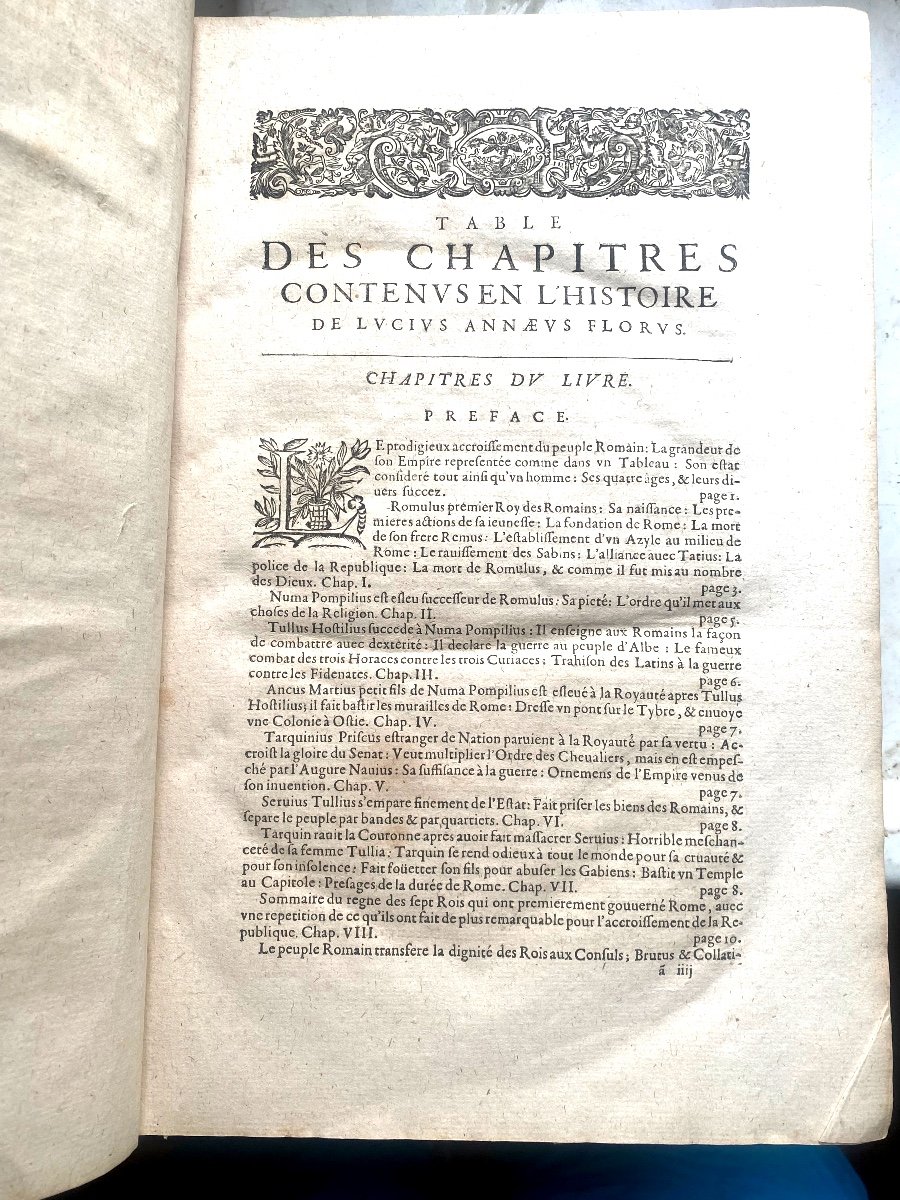 TABLE
DES CHAPITRES
CONTENVS EN L'HISTOIRE
DE LVCIVS ANNÆVS FLORVS.
CHAPITRES DV LIVRE.
PREFACE.
LE prodigieux accroiſſement du peuple Romain: La grandeur de
ſon Empire repreſentée comme dans vn Tableau : Son eſtat
conſideré tout ainſi qu'vn homme : Ses quatre âges, & leurs di-
uers ſuccez. page 1.
Romulus premier Roy des Romains : Sa naiſſance : Les pre-
mieres actions de ſa ieuneſſe : La fondation de Rome : La mort
de ſon frere Remus : L'eſtabliſſement d'vn Azyle au milieu de
Rome : Le rauiſſement des Sabins : L'alliance auec Tatius : La
police de la Republique : La mort de Romulus, & comme il fut mis au nombre
des Dieux. Chap. I. page 3.
Numa Pompilius eſt eſleu ſucceſſeur de Romulus : Sa pieté : L'ordre qu'il met aux
choſes de la Religion. Chap. II. page 5.
Tullus Hoſtilius ſuccede à Numa Pompilius : Il enſeigne aux Romains la façon
de combattre auec dexterité : Il declare la guerre au peuple d'Albe : Le fameux
combat des trois Horaces contre les trois Curiaces : Trahiſon des Latins à la guerre
contre les Fidenates. Chap. III. page 6.
Ancus Martius petit fils de Numa Pompilius eſt eſleué à la Royauté apres Tullus
Hoſtilius; il fait baſtir les murailles de Rome : Dreſſe vn pont ſur le Tybre, & enuoye
vne Colonie à Oſtie. Chap. IV. page 7.
Tarquinius Priſcus eſtranger de Nation paruient à la Royauté par ſa vertu : Ac-
croiſt la gloire du Senat : Veut multiplier l'Ordre des Cheualiers, mais en eſt empeſ-
ché par l'Augure Nauius : Sa ſuffiſance à la guerre : Ornemens de l'Empire venus de
ſon inuention. Chap. V. page 7.
Seruius Tullius s'empare finement de l'Eſtat : Fait priſer les biens des Romains, &
ſepare le peuple par bandes & par quartiers. Chap. VI. page 8.
Tarquin rauit la Couronne apres auoir fait maſſacrer Seruius : Horrible meſchan-
ceté de ſa femme Tullia : Tarquin ſe rend odieux à tout le monde pour ſa cruauté &
pour ſon inſolence : Fait foüetter ſon fils pour abuſer les Gabiens : Baſtit vn Temple
au Capitole : Preſages de la durée de Rome. Chap. VII. page 8.
Sommaire du regne des ſept Rois qui ont premierement gouuerné Rome, auec
vne repetition de ce qu'ils ont fait de plus remarquable pour l'accroiſſement de la Re-
publique. Chap. VIII. page 10.
Le peuple Romain transfere la dignité des Rois aux Conſuls ; Brutus & Collati-
ã iiij